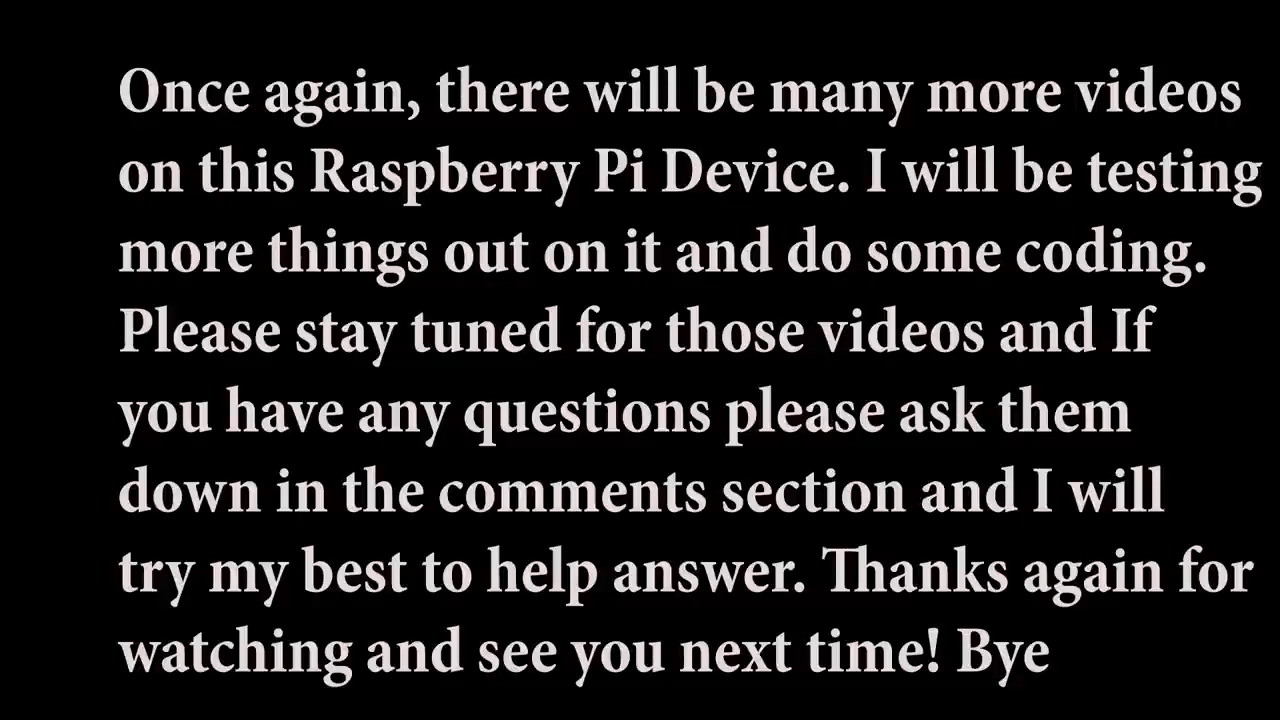 Once again, there will be many more videos
on this Raspberry Pi Device. I will be testing
more things out on it and do some coding.
Please stay tuned for those videos and If
you have any questions please ask them
down in the comments section and I will
try my best to help answer. Thanks again for
watching and see you next time! Bye